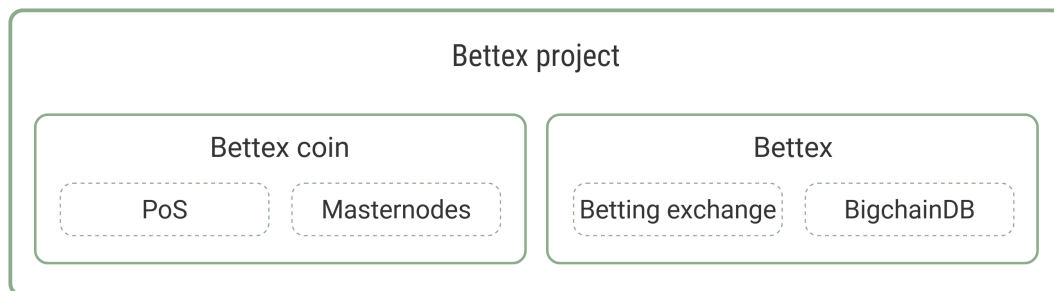 Bettex project
Bettex coin
Bettex
PoS
Masternodes
Betting exchange
BigchainDB